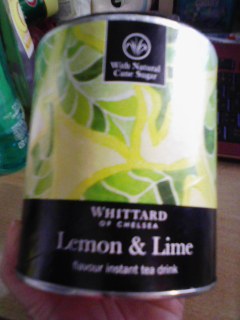 With Natural
Cane Sugar
WHITTARD
OF CHELSEA
Lemon & Lime
flavour instant tea drink